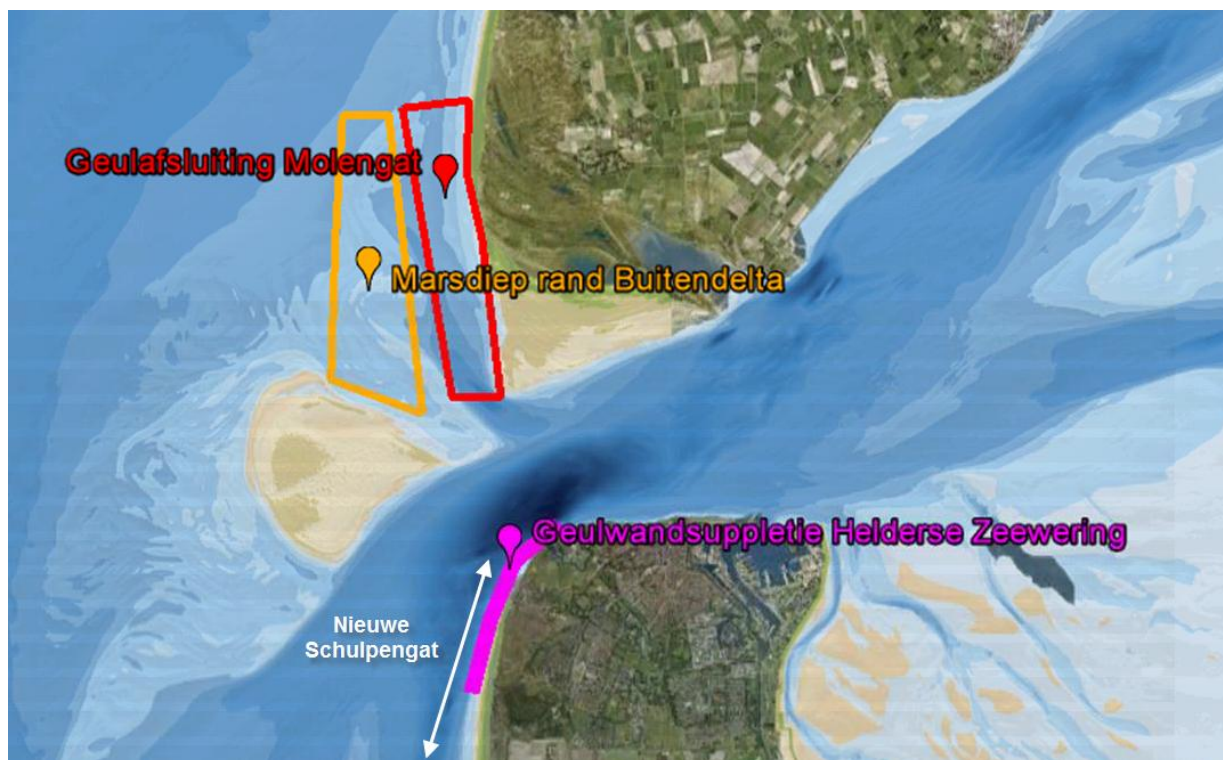 Geulafsluiting Molengat
Marsdiep rand Buitendelta
Geulwandsuppletie Helderse Zeewering
Nieuwe
Schulpengat